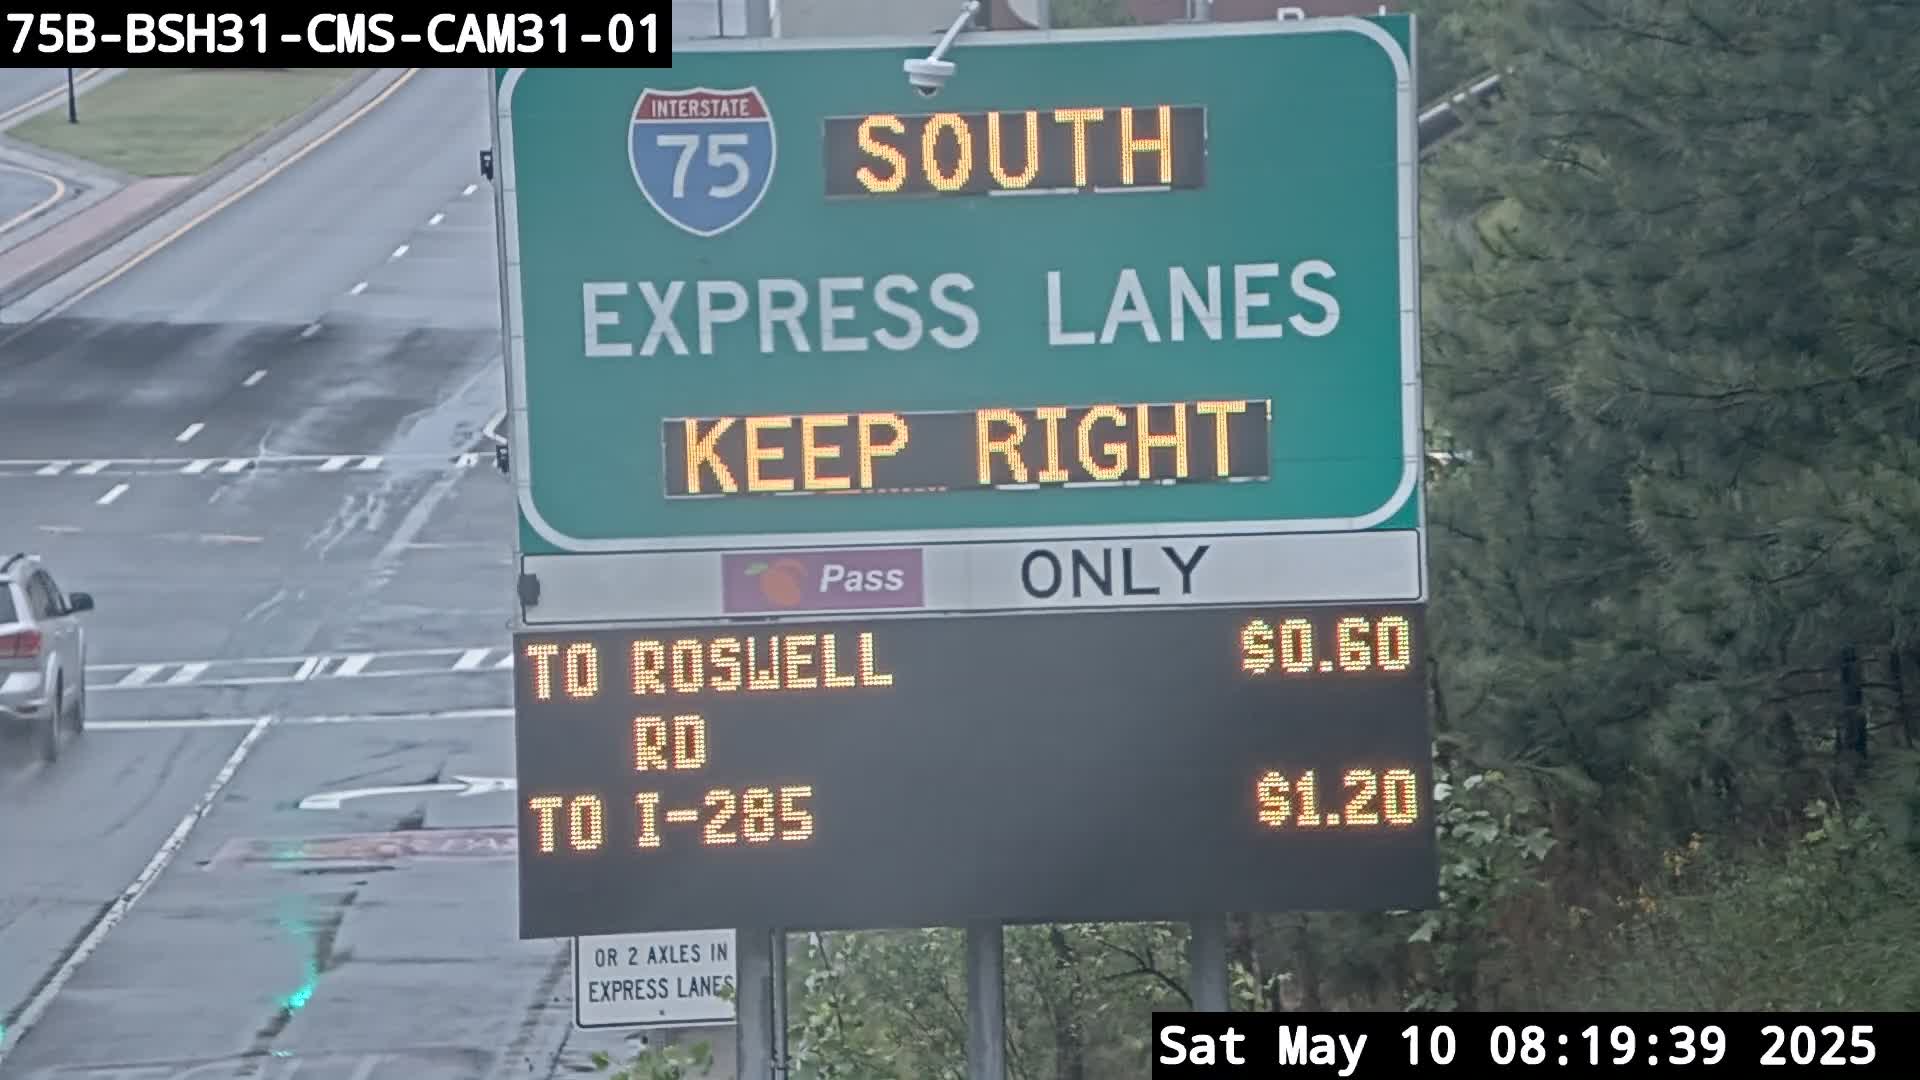 75B-BSH31-CMS-CAM31-01
INTERSTATE
75
SOUTH
EXPRESS LANES
KEEP RIGHT
Pass ONLY
TO ROSWELL $0.60
RD
TO I-285 $1.20
OR 2 AXLES IN
EXPRESS LANES
Sat May 10 08:19:39 2025